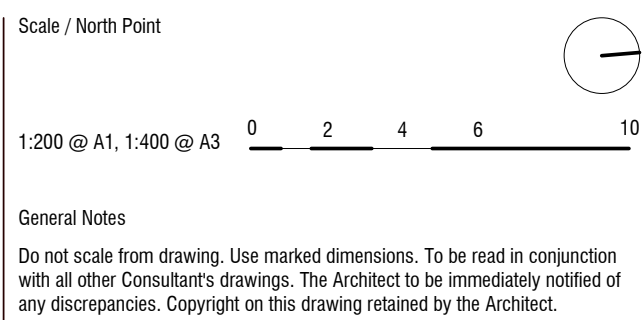 Scale / North Point
1:200 @ A1, 1:400 @ A3
0 2 4 6 10
General Notes
Do not scale from drawing. Use marked dimensions. To be read in conjunction
with all other Consultant's drawings. The Architect to be immediately notified of
any discrepancies. Copyright on this drawing retained by the Architect.